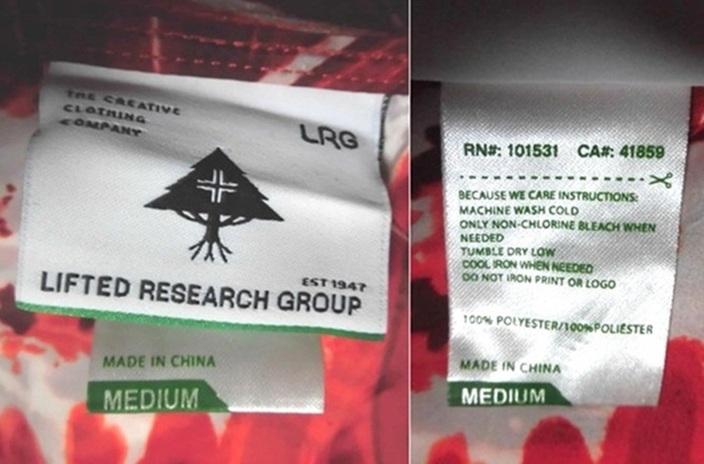 THE CREATIVE
CLOTHING
COMPANY
LRG
EST 1947
LIFTED RESEARCH GROUP
MADE IN CHINA
MEDIUM
RN#: 101531 CA#: 41859
BECAUSE WE CARE INSTRUCTIONS:
MACHINE WASH COLD
ONLY NON-CHLORINE BLEACH WHEN
NEEDED
TUMBLE DRY LOW
COOL IRON WHEN NEEDED
DO NOT IRON PRINT OR LOGO
100% POLYESTER/100%POLIÉSTER
MADE IN CHINA
MEDIUM